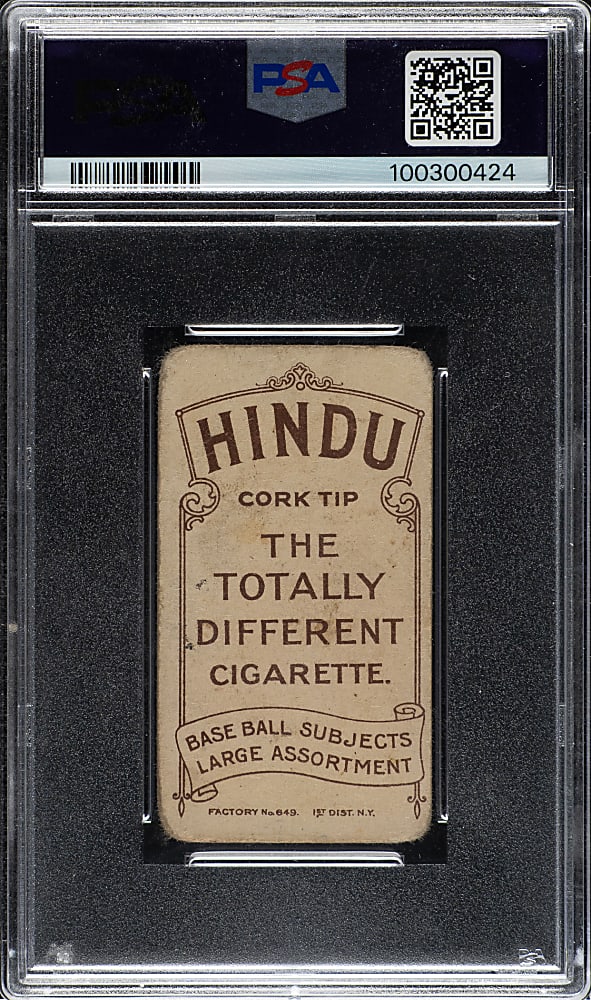 PSA
100300424
HINDU
CORK TIP
THE
TOTALLY
DIFFERENT
CIGARETTE.
BASE BALL SUBJECTS
LARGE ASSORTMENT
FACTORY No. 649. 1ST DIST. N.Y.